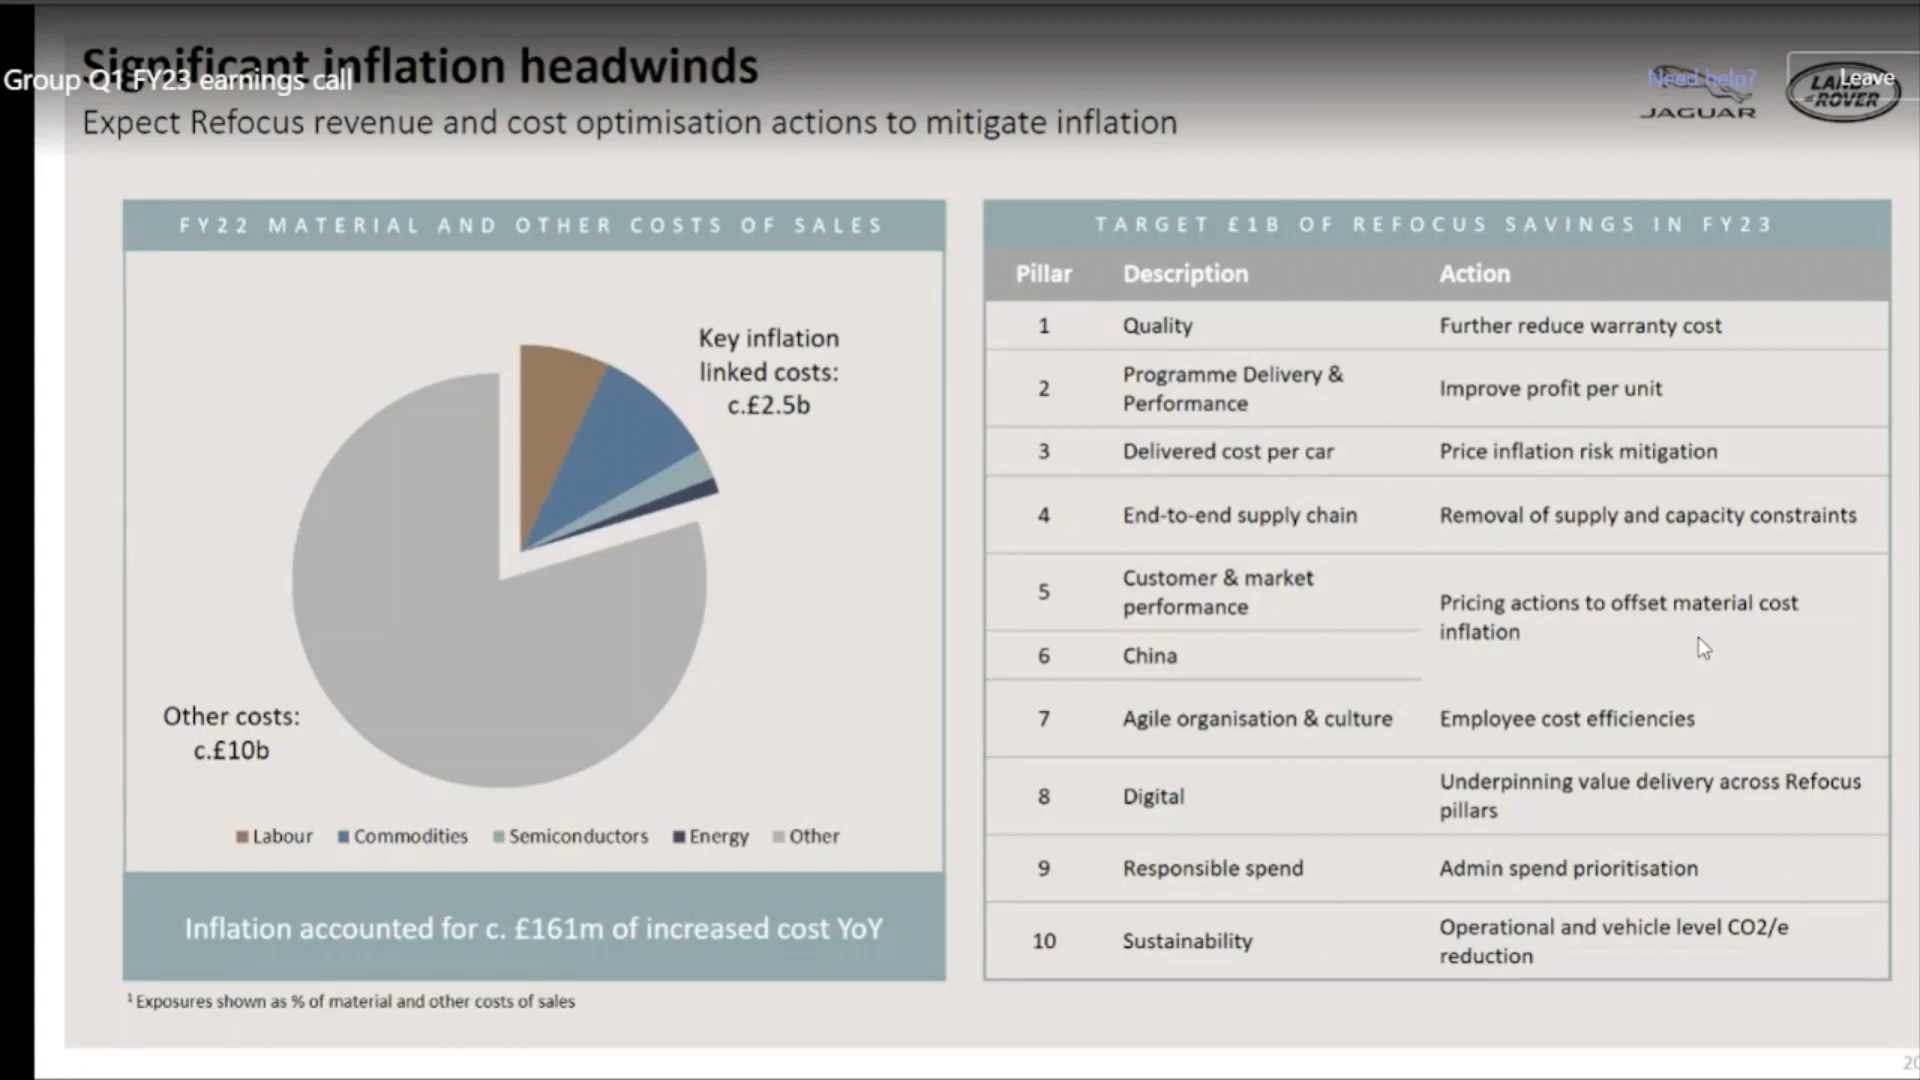 Significant inflation headwinds
Group Q1 FY23 earnings call
Need help?
Leave
JAGUAR
LAND
ROVER
Expect Refocus revenue and cost optimisation actions to mitigate inflation
FY22 MATERIAL AND OTHER COSTS OF SALES
Key inflation
linked costs:
c.£2.5b
Other costs:
c.£10b
Labour Commodities Semiconductors Energy Other
Inflation accounted for c. £161m of increased cost YoY
1 Exposures shown as % of material and other costs of sales
TARGET £1B OF REFOCUS SAVINGS IN FY23
Pillar Description Action
1 Quality Further reduce warranty cost
2 Programme Delivery & Performance Improve profit per unit
3 Delivered cost per car Price inflation risk mitigation
4 End-to-end supply chain Removal of supply and capacity constraints
5 Customer & market performance Pricing actions to offset material cost inflation
6 China
7 Agile organisation & culture Employee cost efficiencies
8 Digital Underpinning value delivery across Refocus pillars
9 Responsible spend Admin spend prioritisation
10 Sustainability Operational and vehicle level CO2/e reduction